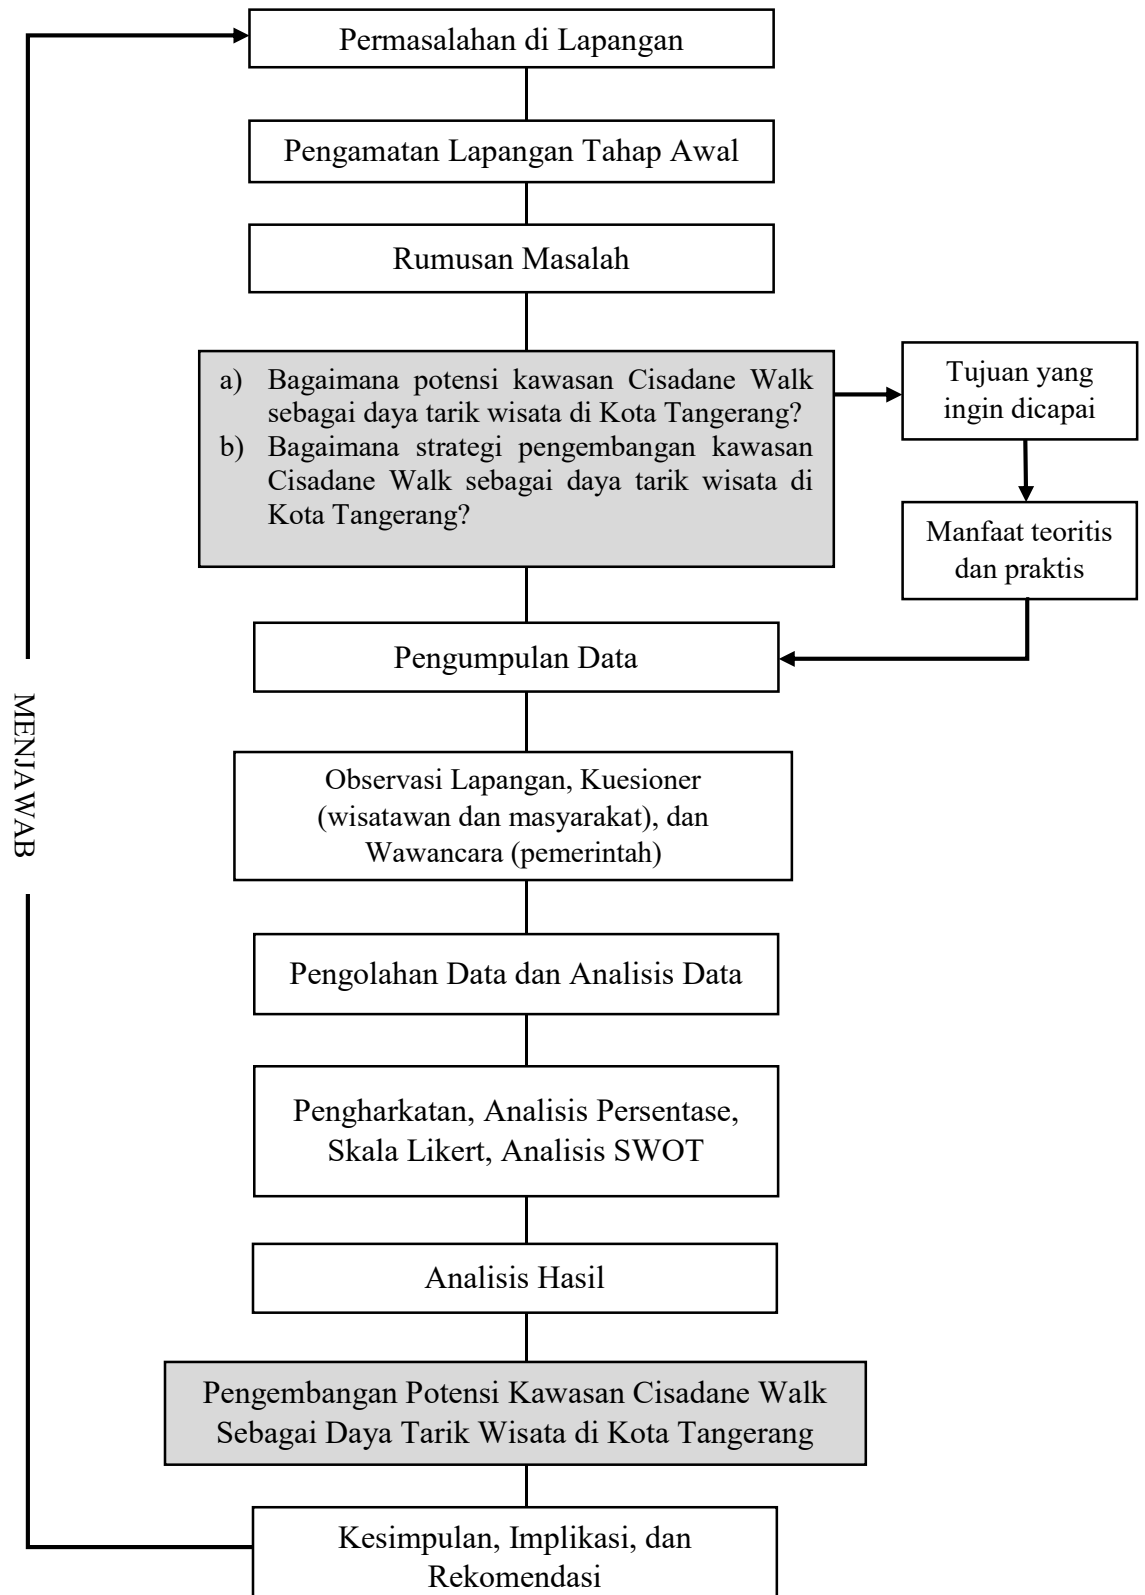 Permasalahan di Lapangan
Pengamatan Lapangan Tahap Awal
Rumusan Masalah
a) Bagaimana potensi kawasan Cisadane Walk
sebagai daya tarik wisata di Kota Tangerang?
b) Bagaimana strategi pengembangan kawasan
Cisadane Walk sebagai daya tarik wisata di
Kota Tangerang?
Tujuan yang
ingin dicapai
Manfaat teoritis
dan praktis
Pengumpulan Data
MENJAWAB
Observasi Lapangan, Kuesioner
(wisatawan dan masyarakat), dan
Wawancara (pemerintah)
Pengolahan Data dan Analisis Data
Pengharkatan, Analisis Persentase,
Skala Likert, Analisis SWOT
Analisis Hasil
Pengembangan Potensi Kawasan Cisadane Walk
Sebagai Daya Tarik Wisata di Kota Tangerang
Kesimpulan, Implikasi, dan
Rekomendasi